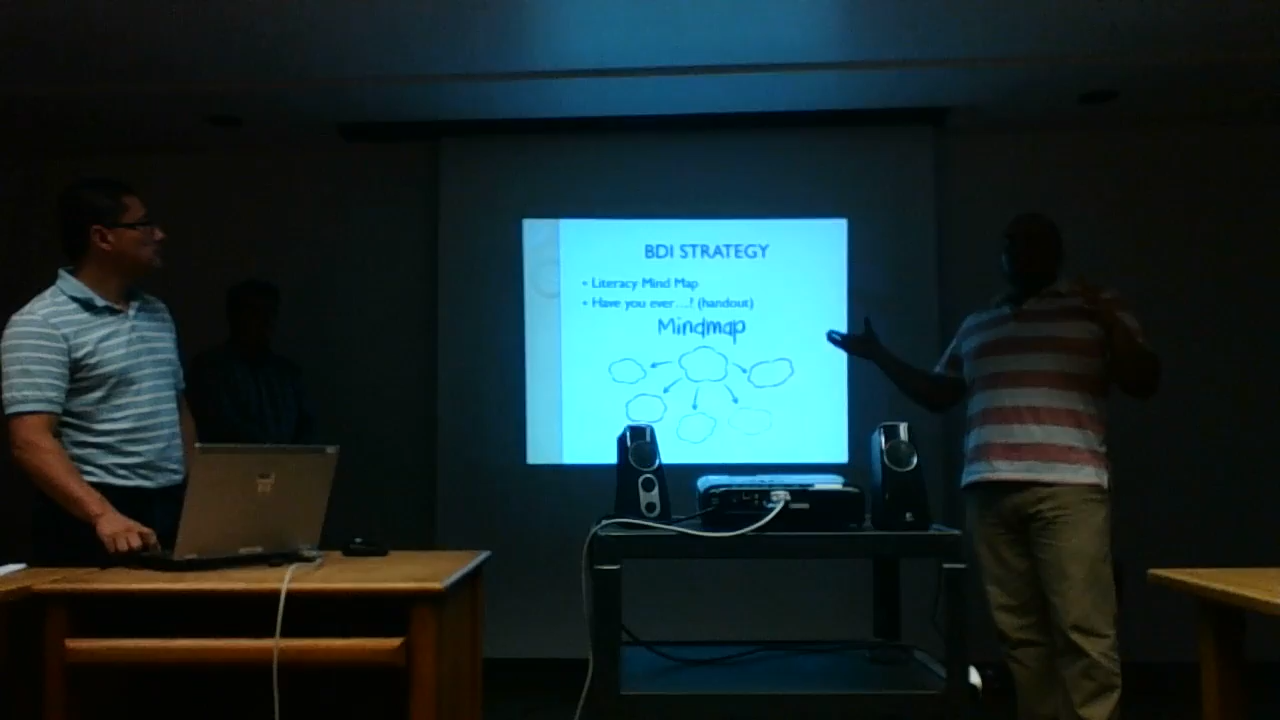 BDI STRATEGY
• Literacy Mind Map
• Have you ever...! (handout)
Mindmap